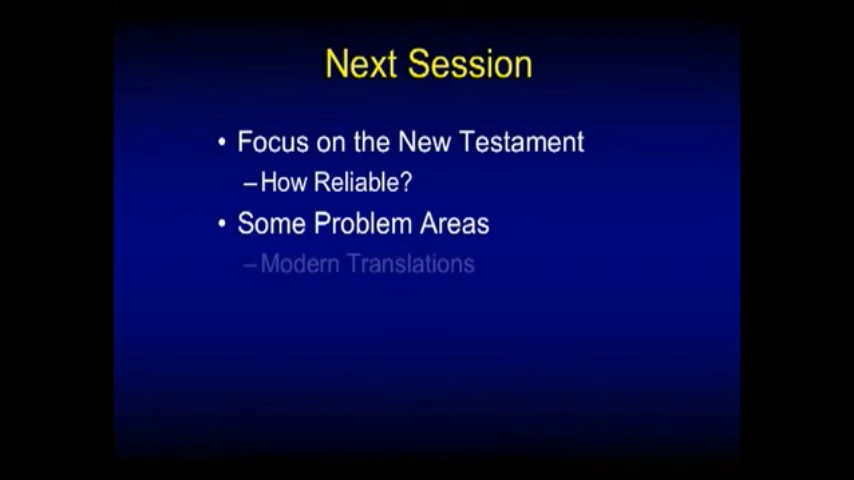 Next Session
• Focus on the New Testament
–How Reliable?
• Some Problem Areas
–Modern Translations